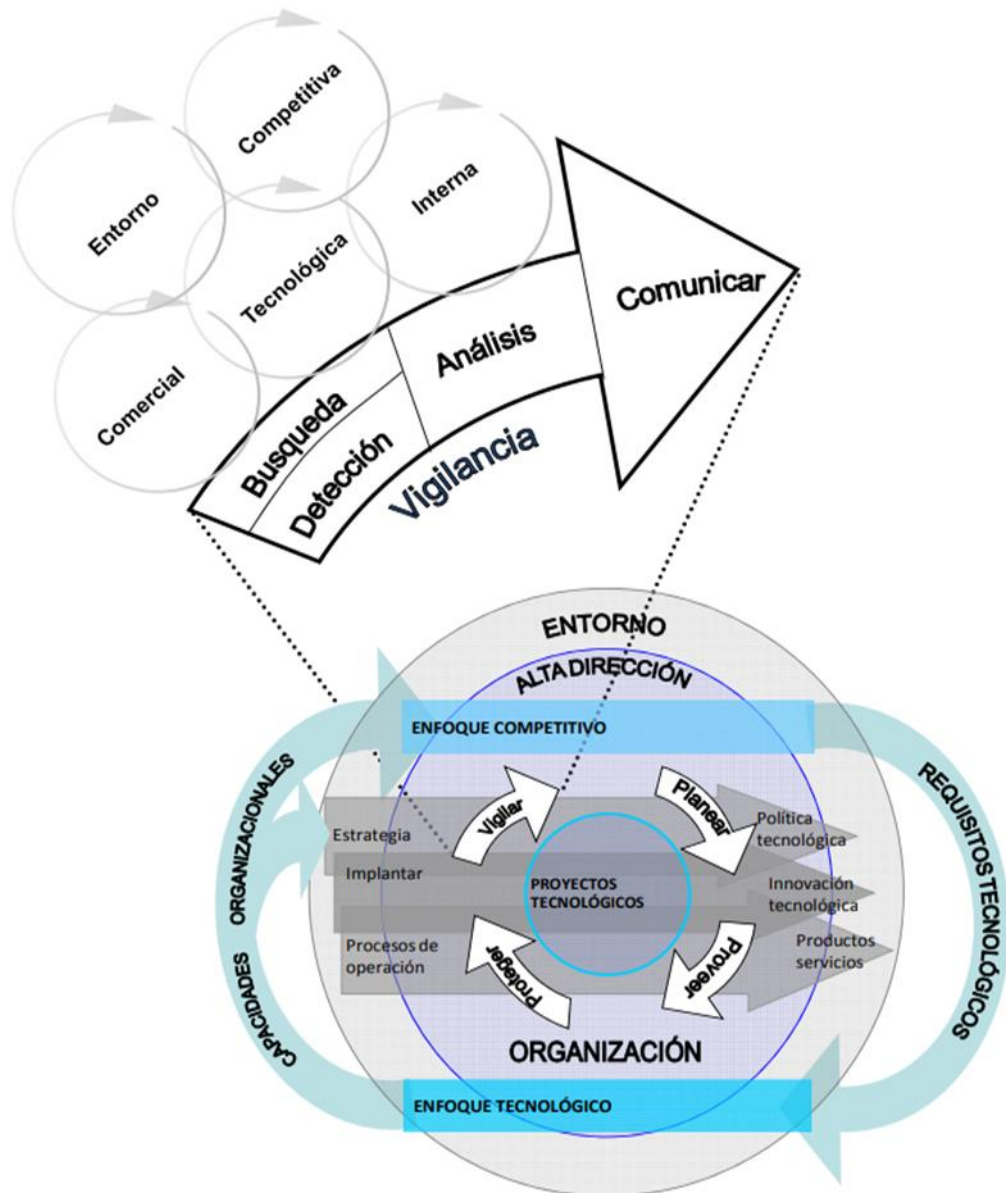 Competitiva
Entorno
Interna
Tecnológica
Comercial
Comunicar
Análisis
Busqueda
Detección
Vigilancia
ENTORNO
ALTA DIRECCIÓN
ENFOQUE COMPETITIVO
CAPACIDADES ORGANIZACIONALES
REQUISITOS TECNOLÓGICOS
Vigilar
Planear
Estrategia
Política
tecnológica
Implantar
PROYECTOS
TECNOLÓGICOS
Innovación
tecnológica
Procesos de
operación
Proteger
Proveer
Productos
servicios
ORGANIZACIÓN
ENFOQUE TECNOLÓGICO